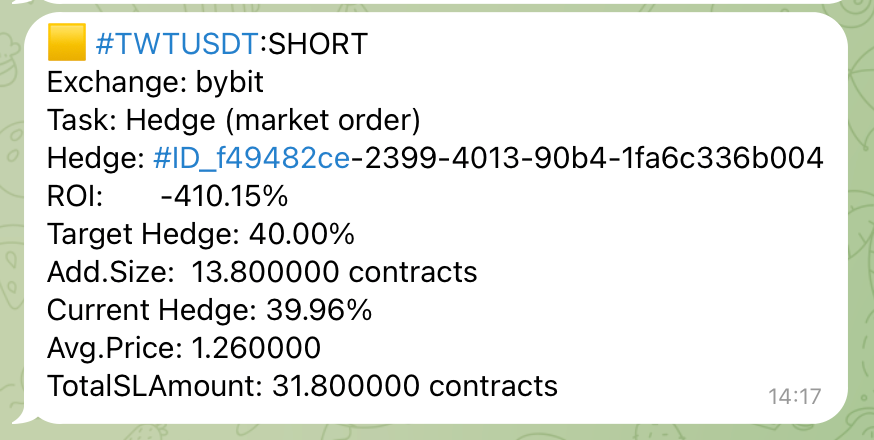 #TWTUSDT:SHORT
Exchange: bybit
Task: Hedge (market order)
Hedge: #ID_f49482ce-2399-4013-90b4-1fa6c336b004
ROI: -410.15%
Target Hedge: 40.00%
Add.Size: 13.800000 contracts
Current Hedge: 39.96%
Avg.Price: 1.260000
TotalSLAmount: 31.800000 contracts
14:17